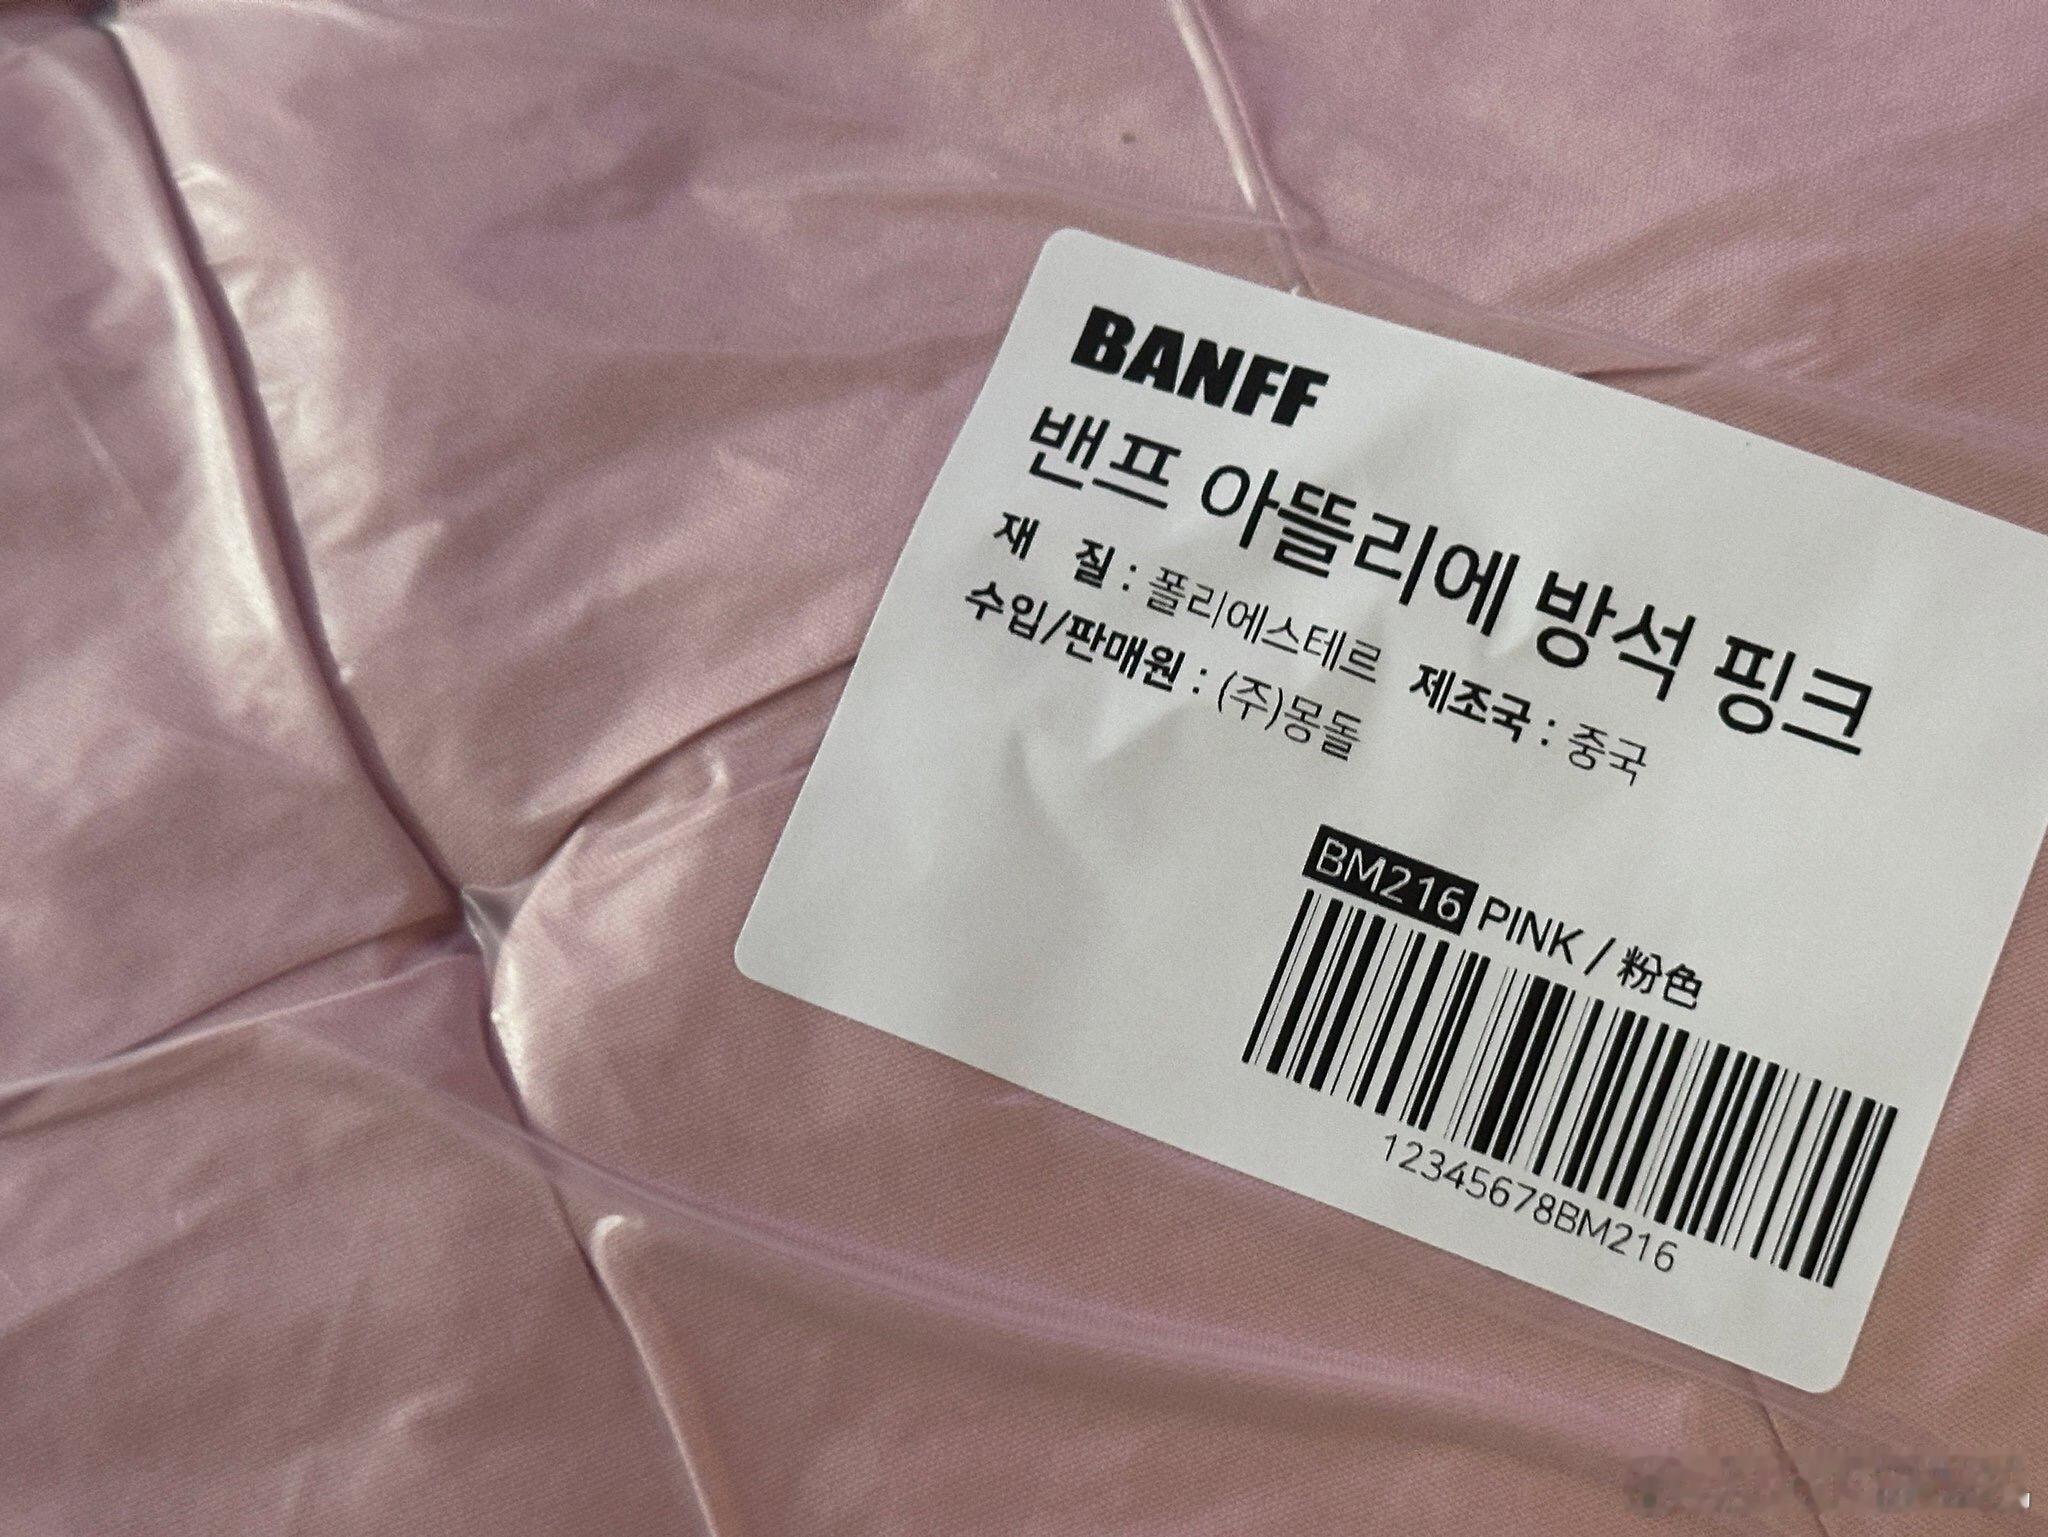 BANFF
밴프 아뜰리에 방석 핑크
재 질 : 폴리에스테르 제조국 : 중국
수입/판매원 : (주)몽돌
BM216 PINK / 粉色
12345678BM216